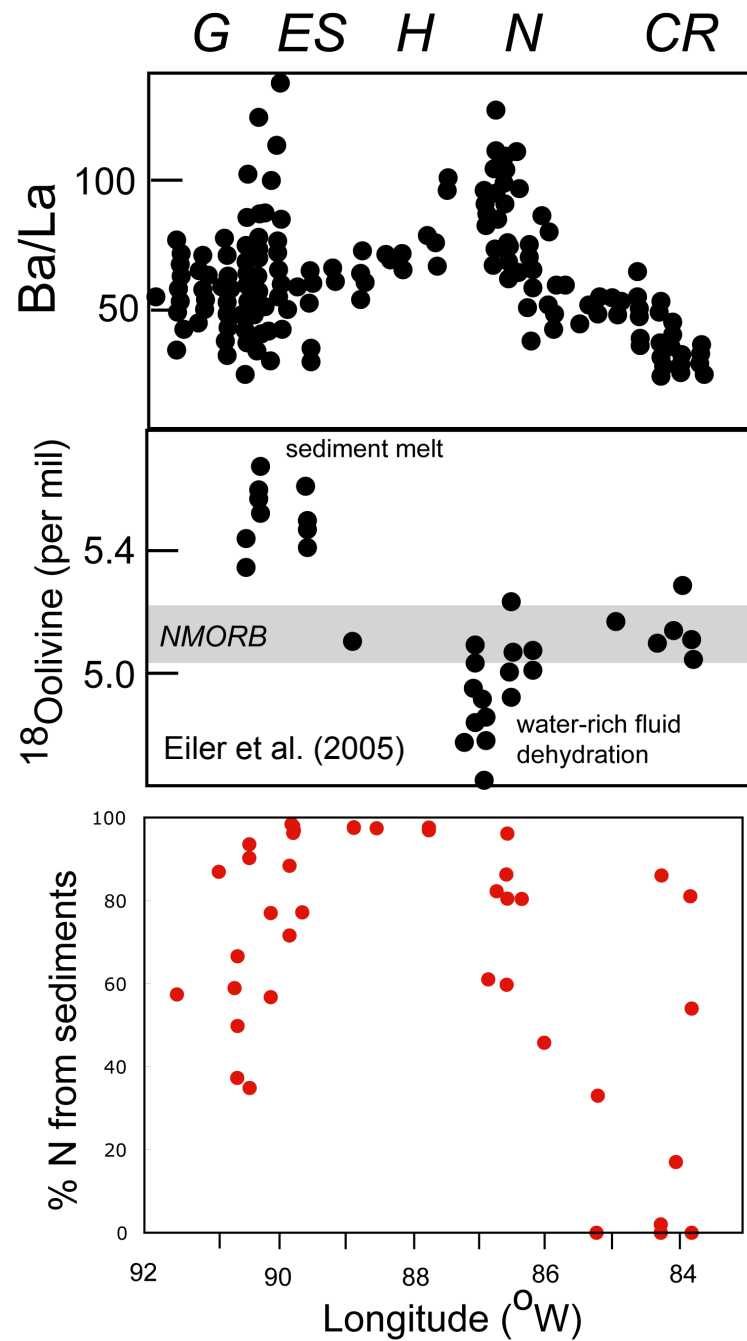 G ES H N CR
Ba/La
100
50
18Oolivine (per mil)
sediment melt
5.4
NMORB
5.0
Eiler et al. (2005)
water-rich fluid
dehydration
% N from sediments
100
80
60
40
20
0
92 90 88 86 84
Longitude (oW)